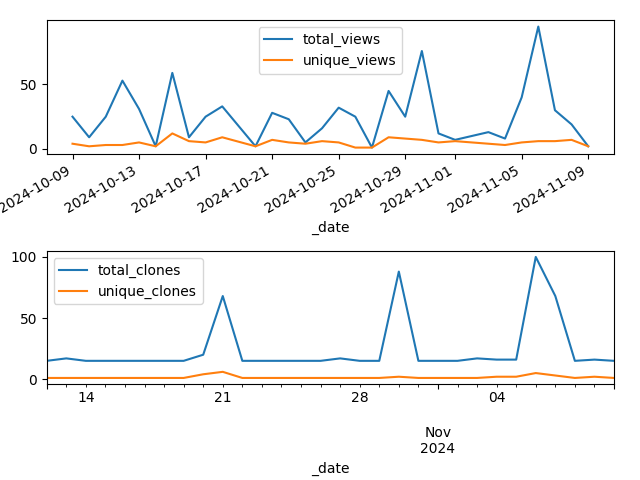 total_views
unique_views
50
0
2024-10-09
2024-10-13
2024-10-17
2024-10-21
2024-10-25
2024-10-29
2024-11-01
2024-11-05
2024-11-09
_date
100
total_clones
unique_clones
50
0
14 21 28 04
Nov
2024
_date